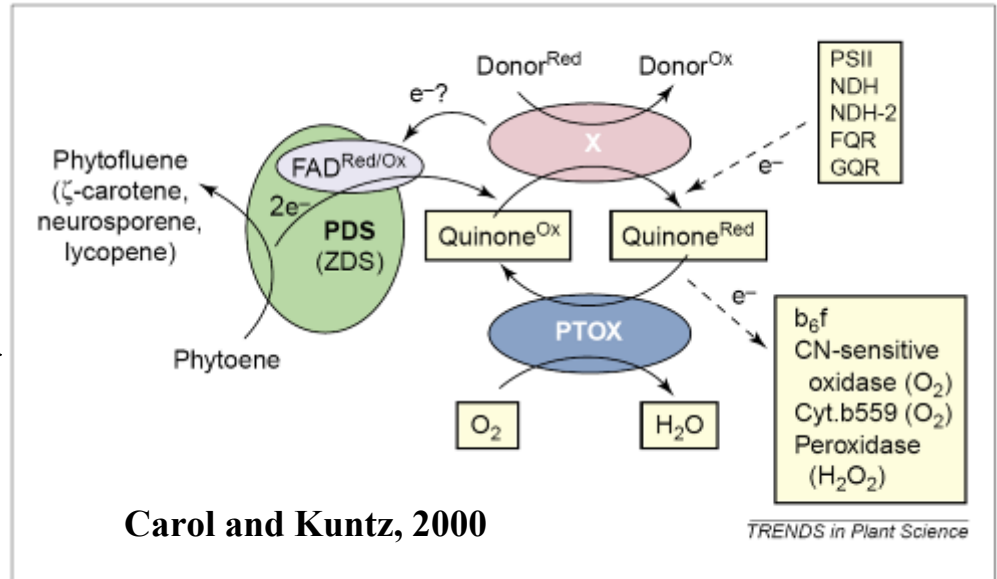 Donor^Red
Donor^Ox
PSII
NDH
NDH-2
FQR
GQR
e⁻?
X
Phytofluene
(ζ-carotene,
neurosporene,
lycopene)
FAD^Red/Ox
e⁻
2e⁻
PDS
(ZDS)
Quinone^Ox
Quinone^Red
e⁻
PTOX
Phytoene
b₆f
CN-sensitive
oxidase (O₂)
Cyt.b559 (O₂)
Peroxidase
(H₂O₂)
O₂
H₂O
Carol and Kuntz, 2000
TRENDS in Plant Science